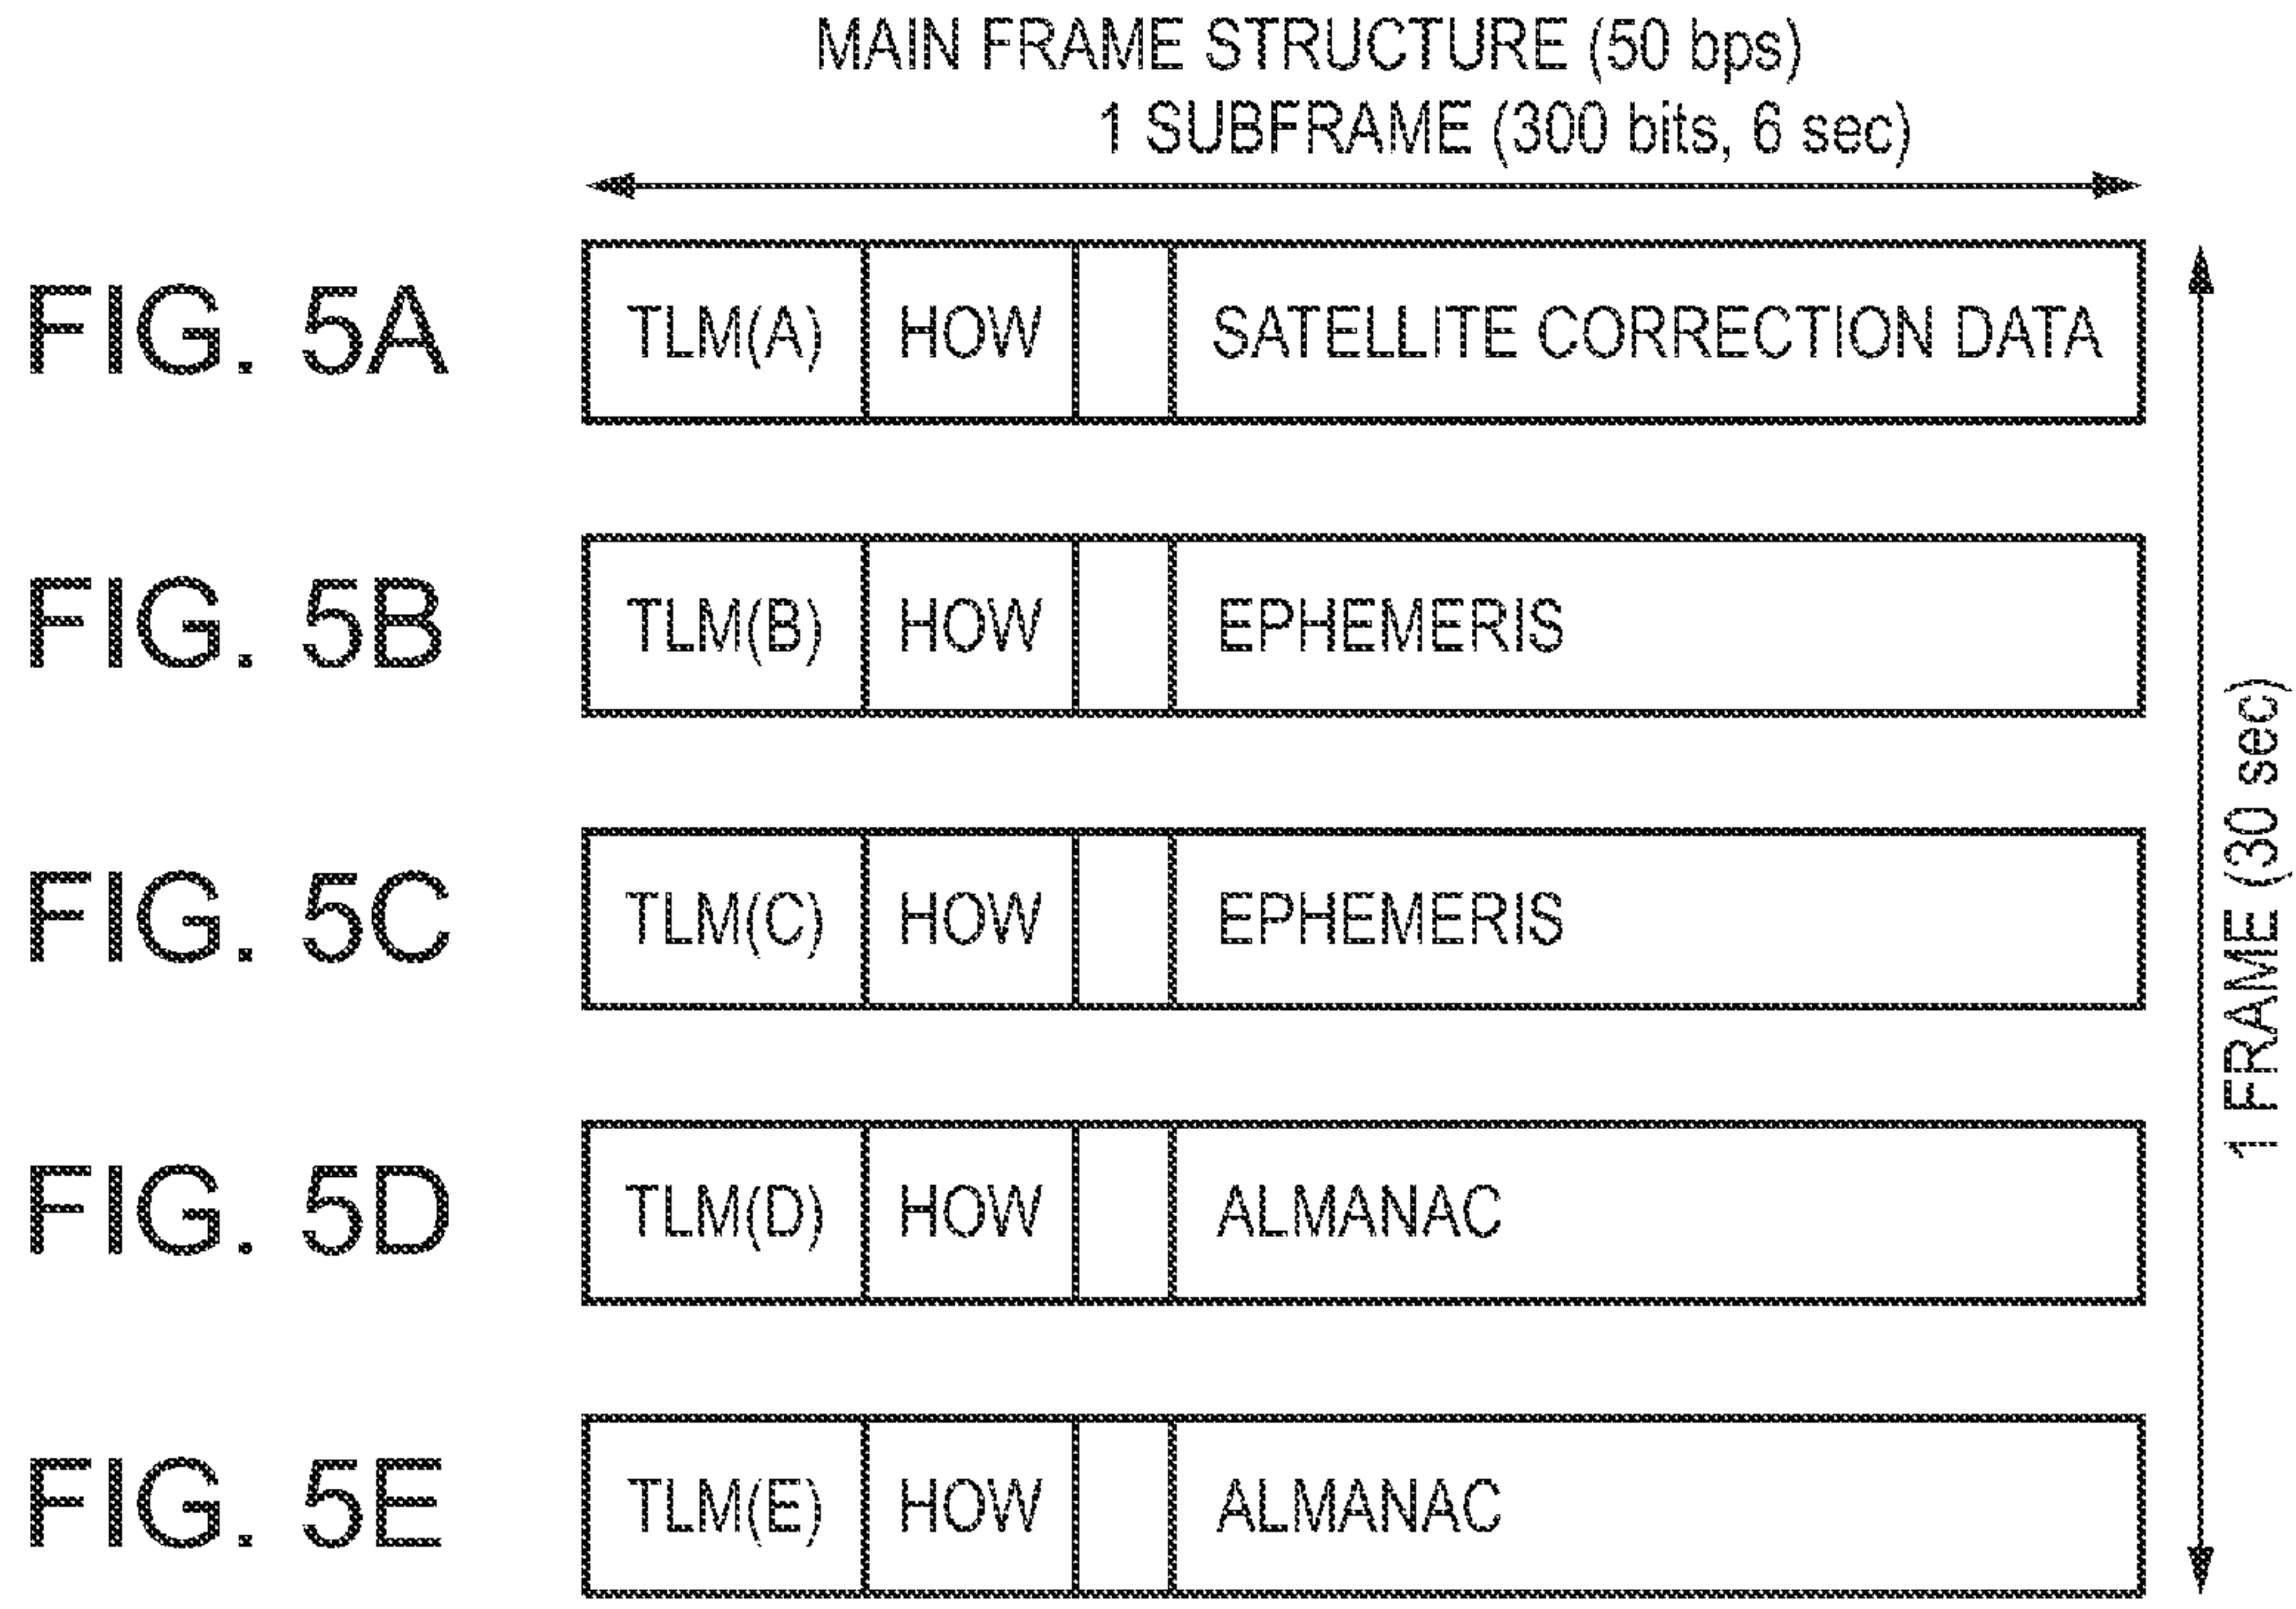 MAIN FRAME STRUCTURE (50 bps)
1 SUBFRAME (300 bits, 6 sec)
FIG. 5A TLM(A) HOW SATELLITE CORRECTION DATA
FIG. 5B TLM(B) HOW EPHEMERIS
FIG. 5C TLM(C) HOW EPHEMERIS
FIG. 5D TLM(D) HOW ALMANAC
FIG. 5E TLM(E) HOW ALMANAC
1 FRAME (30 sec)